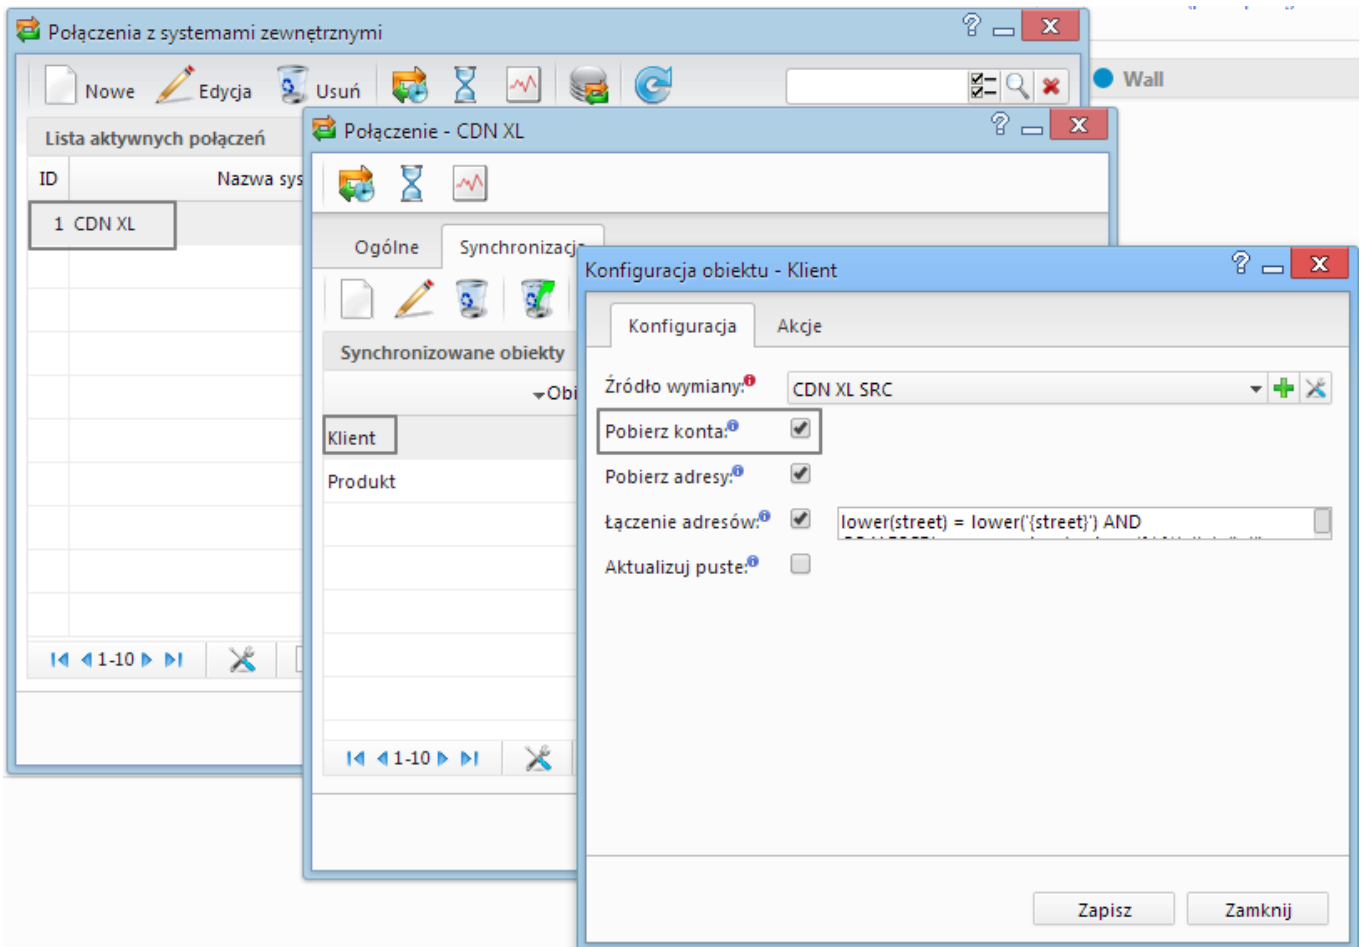 Połączenia z systemami zewnętrznymi
Nowe Edycja Usuń
Wall
Lista aktywnych połączeń
ID Nazwa sys
1 CDN XL
1-10
Połączenie - CDN XL
Ogólne Synchronizacja
Synchronizowane obiekty
Obi
Klient
Produkt
1-10
Konfiguracja obiektu - Klient
Konfiguracja Akcje
Źródło wymiany: CDN XL SRC
Pobierz konta:
Pobierz adresy:
Łączenie adresów: lower(street) = lower('{street}') AND
Aktualizuj puste:
Zapisz Zamknij